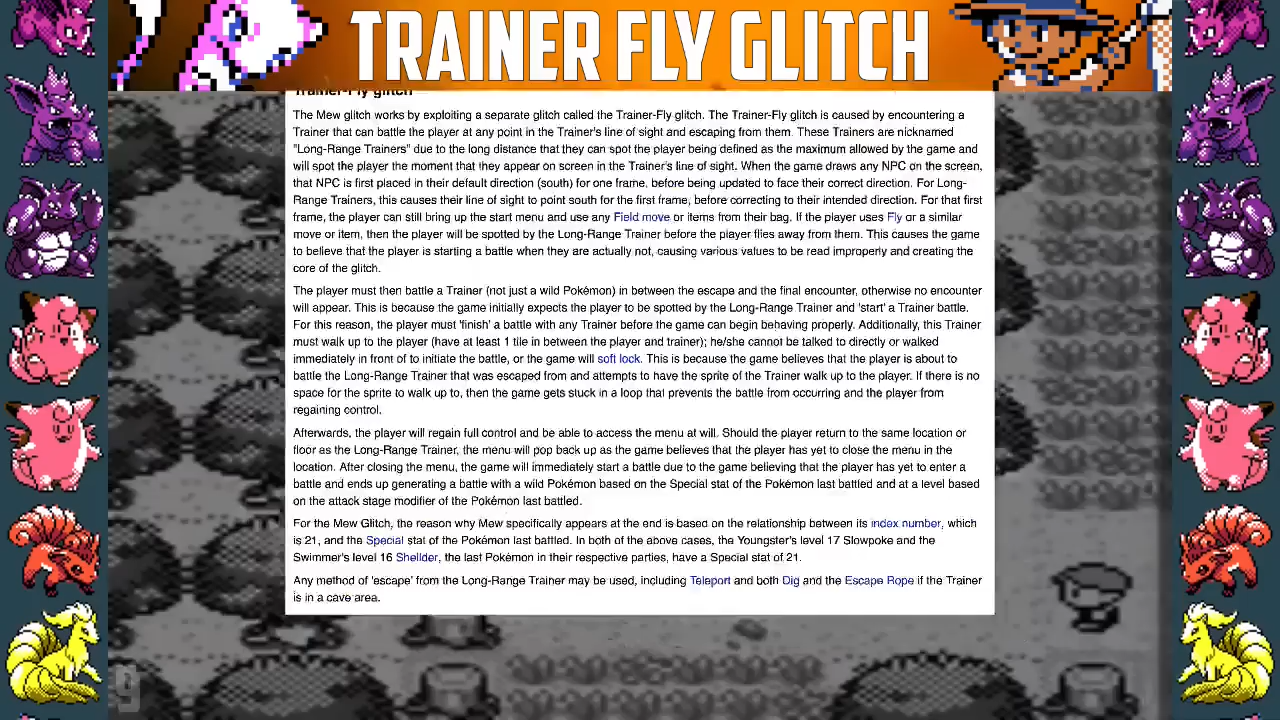 TRAINER FLY GLITCH
Trainer-Fly glitch
The Mew glitch works by exploiting a separate glitch called the Trainer-Fly glitch. The Trainer-Fly glitch is caused by encountering a
Trainer that can battle the player at any point in the Trainer's line of sight and escaping from them. These Trainers are nicknamed
"Long-Range Trainers" due to the long distance that they can spot the player being defined as the maximum allowed by the game and
will spot the player the moment that they appear on screen in the Trainer's line of sight. When the game draws any NPC on the screen,
that NPC is first placed in their default direction (south) for one frame, before being updated to face their correct direction. For Long-
Range Trainers, this causes their line of sight to point south for the first frame, before correcting to their intended direction. For that first
frame, the player can still bring up the start menu and use any Field move or items from their bag. If the player uses Fly or a similar
move or item, then the player will be spotted by the Long-Range Trainer before the player flies away from them. This causes the game
to believe that the player is starting a battle when they are actually not, causing various values to be read improperly and creating the
core of the glitch.
The player must then battle a Trainer (not just a wild Pokémon) in between the escape and the final encounter, otherwise no encounter
will appear. This is because the game initially expects the player to be spotted by the Long-Range Trainer and 'start' a Trainer battle.
For this reason, the player must 'finish' a battle with any Trainer before the game can begin behaving properly. Additionally, this Trainer
must walk up to the player (have at least 1 tile in between the player and trainer); he/she cannot be talked to directly or walked
immediately in front of to initiate the battle, or the game will soft lock. This is because the game believes that the player is about to
battle the Long-Range Trainer that was escaped from and attempts to have the sprite of the Trainer walk up to the player. If there is no
space for the sprite to walk up to, then the game gets stuck in a loop that prevents the battle from occurring and the player from
regaining control.
Afterwards, the player will regain full control and be able to access the menu at will. Should the player return to the same location or
floor as the Long-Range Trainer, the menu will pop back up as the game believes that the player has yet to close the menu in the
location. After closing the menu, the game will immediately start a battle due to the game believing that the player has yet to enter a
battle and ends up generating a battle with a wild Pokémon based on the Special stat of the Pokémon last battled and at a level based
on the attack stage modifier of the Pokémon last battled.
For the Mew Glitch, the reason why Mew specifically appears at the end is based on the relationship between its index number, which
is 21, and the Special stat of the Pokémon last battled. In both of the above cases, the Youngster's level 17 Slowpoke and the
Swimmer's level 16 Shellder, the last Pokémon in their respective parties, have a Special stat of 21.
Any method of 'escape' from the Long-Range Trainer may be used, including Teleport and both Dig and the Escape Rope if the Trainer
is in a cave area.
9